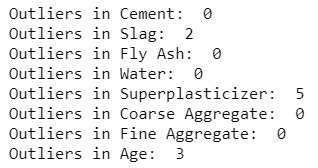 Outliers in Cement:  0
Outliers in Slag:  2
Outliers in Fly Ash:  0
Outliers in Water:  0
Outliers in Superplasticizer:  5
Outliers in Coarse Aggregate:  0
Outliers in Fine Aggregate:  0
Outliers in Age:  3